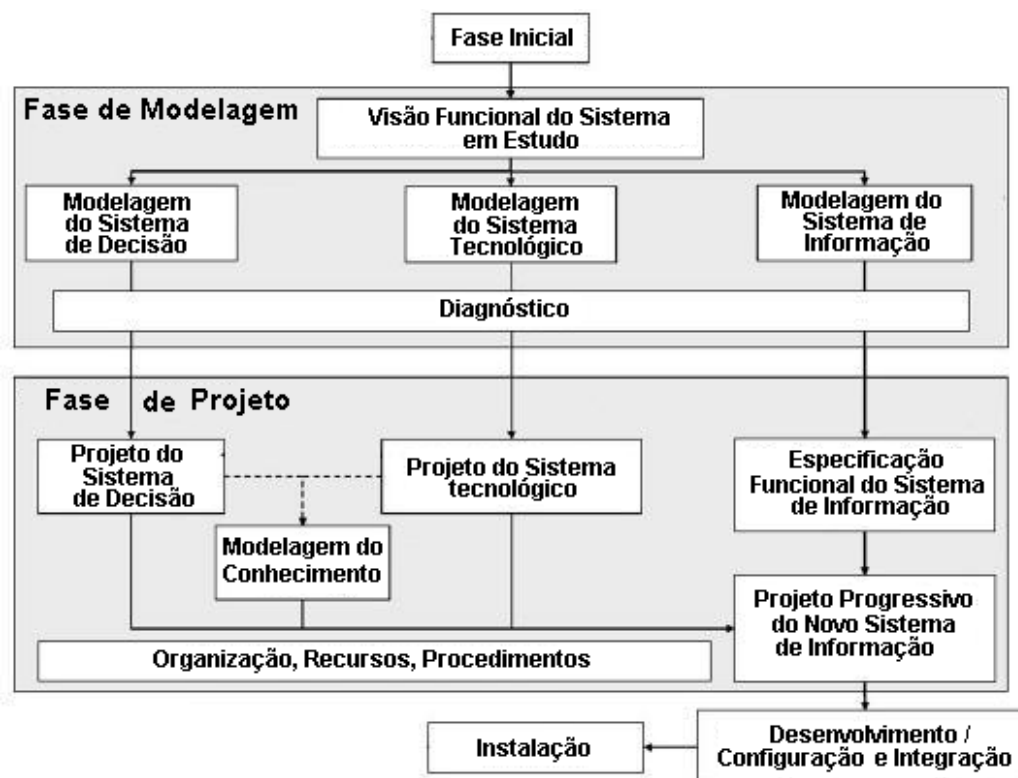 Fase Inicial
Fase de Modelagem
Visão Funcional do Sistema
em Estudo
Modelagem
do Sistema
de Decisão
Modelagem
do Sistema
Tecnológico
Modelagem do
Sistema de
Informação
Diagnóstico
Fase de Projeto
Projeto do
Sistema
de Decisão
Projeto do Sistema
tecnológico
Especificação
Funcional do Sistema
de Informação
Modelagem do
Conhecimento
Projeto Progressivo
do Novo Sistema
de Informação
Organização, Recursos, Procedimentos
Desenvolvimento /
Configuração e Integração
Instalação